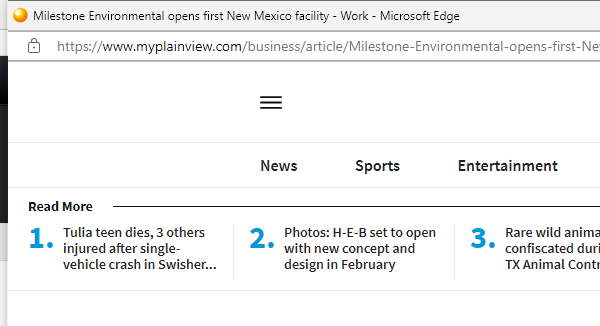 Milestone Environmental opens first New Mexico facility - Work - Microsoft Edge
https://www.myplainview.com/business/article/Milestone-Environmental-opens-first-Ne
News Sports Entertainment
Read More
1. Tulia teen dies, 3 others
injured after single-
vehicle crash in Swisher...
2. Photos: H-E-B set to open
with new concept and
design in February
3. Rare wild anima
confiscated duri
TX Animal Contr